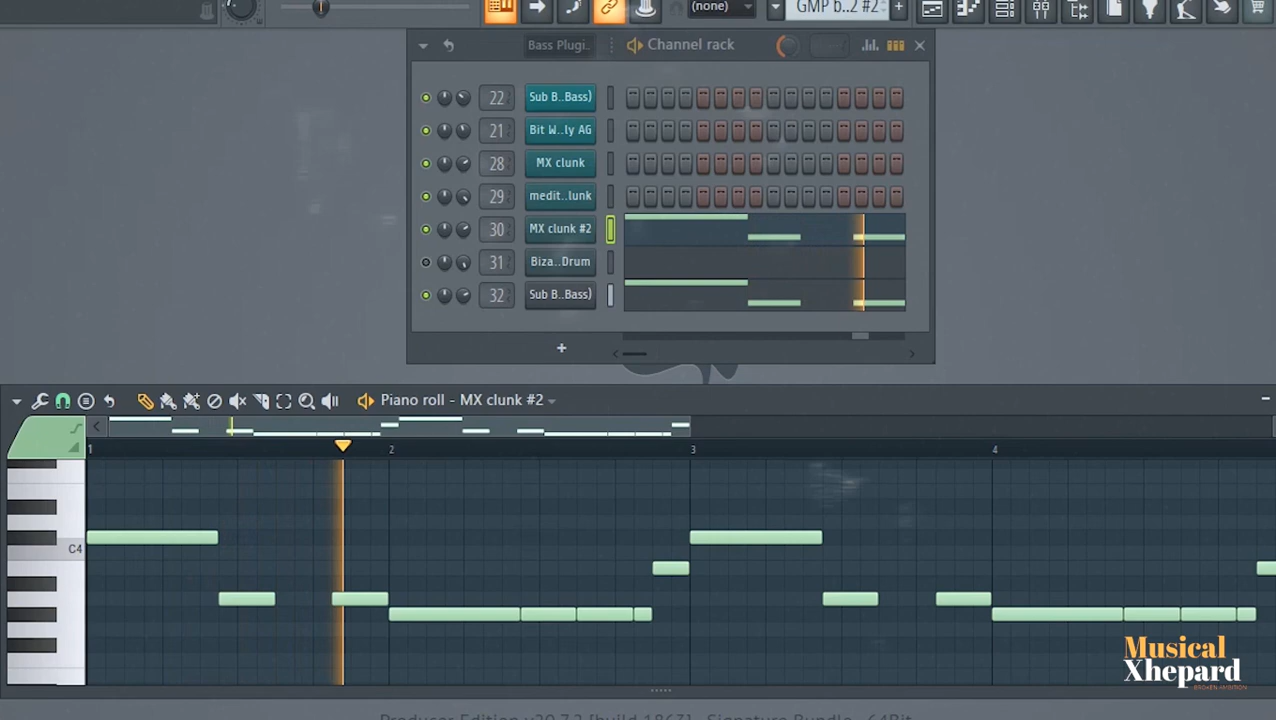 (none)
GMP b..2 #2
Bass Plugi..
Channel rack
22 Sub B..Bass)
21 Bit W..ly AG
28 MX clunk
29 medit..lunk
30 MX clunk #2
31 Biza..Drum
32 Sub B..Bass)
+
Piano roll - MX clunk #2
1 2 3 4
C4
Musical
Xhepard
BROKEN AMBITION
Producer Edition v20.7.2 [build 1863] - Signature Bundle - 64Bit